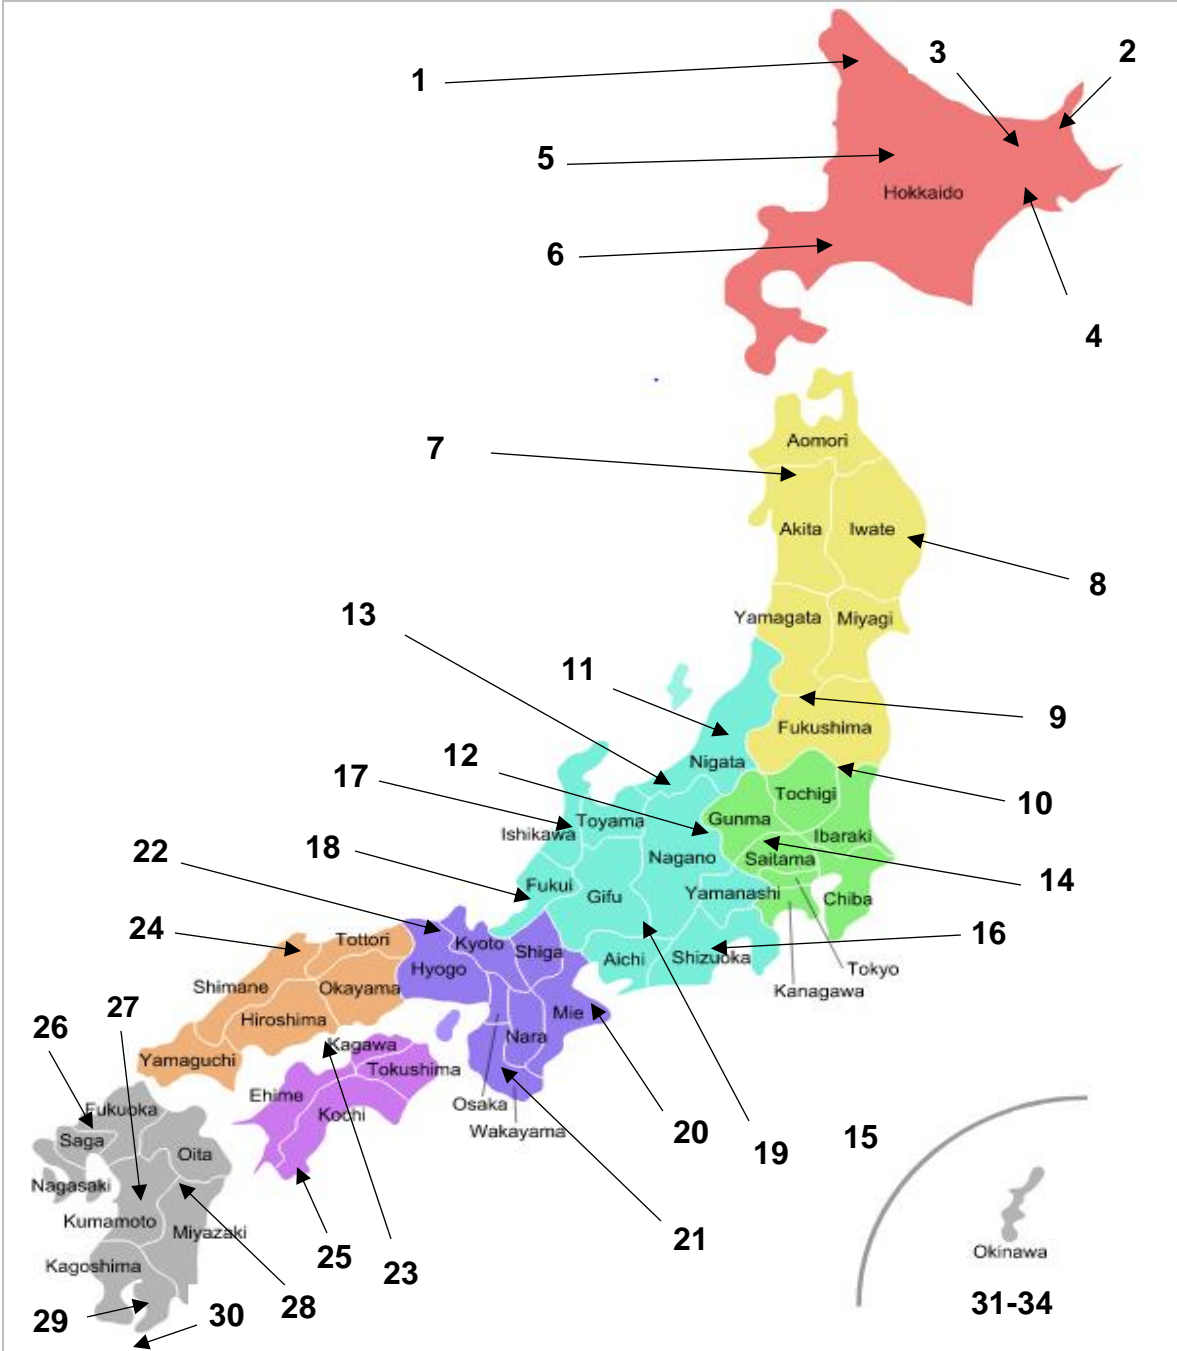 3
2
1
5
Hokkaido
6
4
Aomori
7
Akita
Iwate
8
13
Yamagata
Miyagi
11
9
Fukushima
12
Nigata
17
Tochigi
10
Toyama
Gunma
Ishikawa
Ibaraki
22
18
Nagano
Saitama
14
Fukui
Gifu
Yamanashi
Chiba
24
Tottori
Kyoto
Shiga
16
Aichi
Shizuoka
Hyogo
Tokyo
Shimane
Okayama
Kanagawa
27
Hiroshima
Mie
26
Nara
Kagawa
Yamaguchi
Tokushima
Ehime
Osaka
Fukuoka
Kochi
Wakayama
20
15
Saga
19
Oita
Nagasaki
Kumamoto
Miyazaki
21
25
Okinawa
Kagoshima
23
28
31-34
29
30